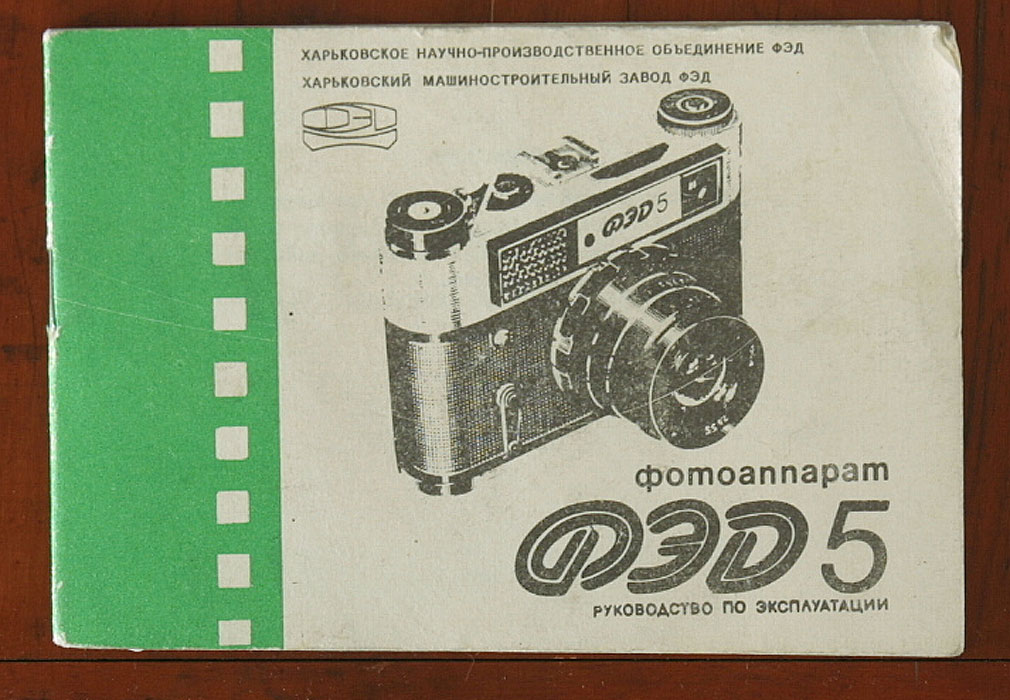 ХАРЬКОВСКОЕ НАУЧНО-ПРОИЗВОДСТВЕННОЕ ОБЪЕДИНЕНИЕ ФЭД
ХАРЬКОВСКИЙ МАШИНОСТРОИТЕЛЬНЫЙ ЗАВОД ФЭД
ФЭД 5
фотоаппарат
ФЭД 5
РУКОВОДСТВО ПО ЭКСПЛУАТАЦИИ